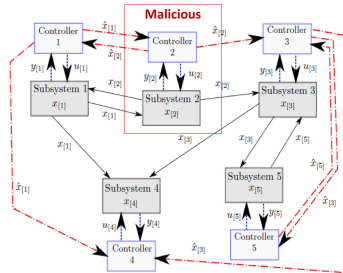 Malicious
Controller
1
x̂[1]
Controller
2
x̂[2]
Controller
3
x̂[2]
y[1]
u[1]
y[2]
u[2]
y[3]
u[3]
Subsystem 1
x[1]
x[2]
x[1]
Subsystem 2
x[2]
x[2]
Subsystem 3
x[3]
x[3]
x[3]
x[5]
x̂[1]
x̂[5]
x̂[3]
Subsystem 4
x[4]
Subsystem 5
x[5]
u[4]
y[4]
u[5]
y[5]
Controller
4
x̂[3]
Controller
5